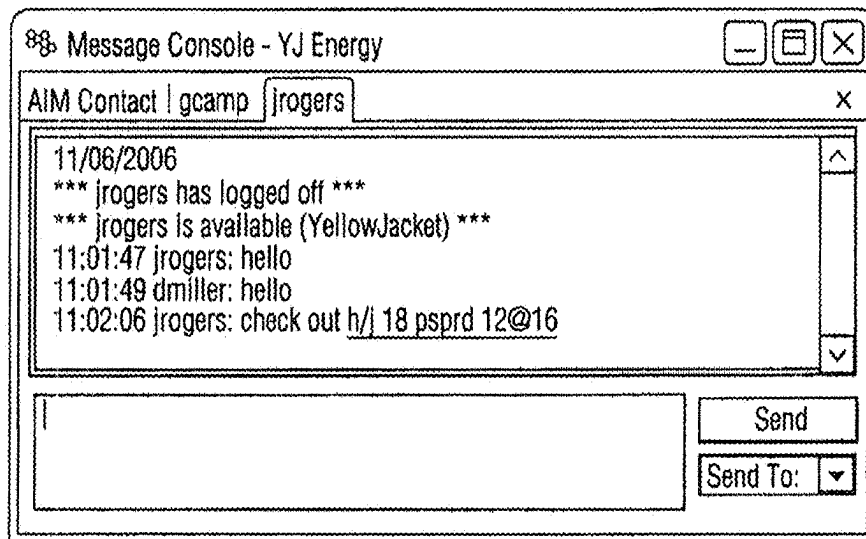 Message Console - YJ Energy
AIM Contact | gcamp jrogers x
11/06/2006
*** jrogers has logged off ***
*** jrogers is available (YellowJacket) ***
11:01:47 jrogers: hello
11:01:49 dmiller: hello
11:02:06 jrogers: check out h/j 18 psprd 12@16
Send
Send To: